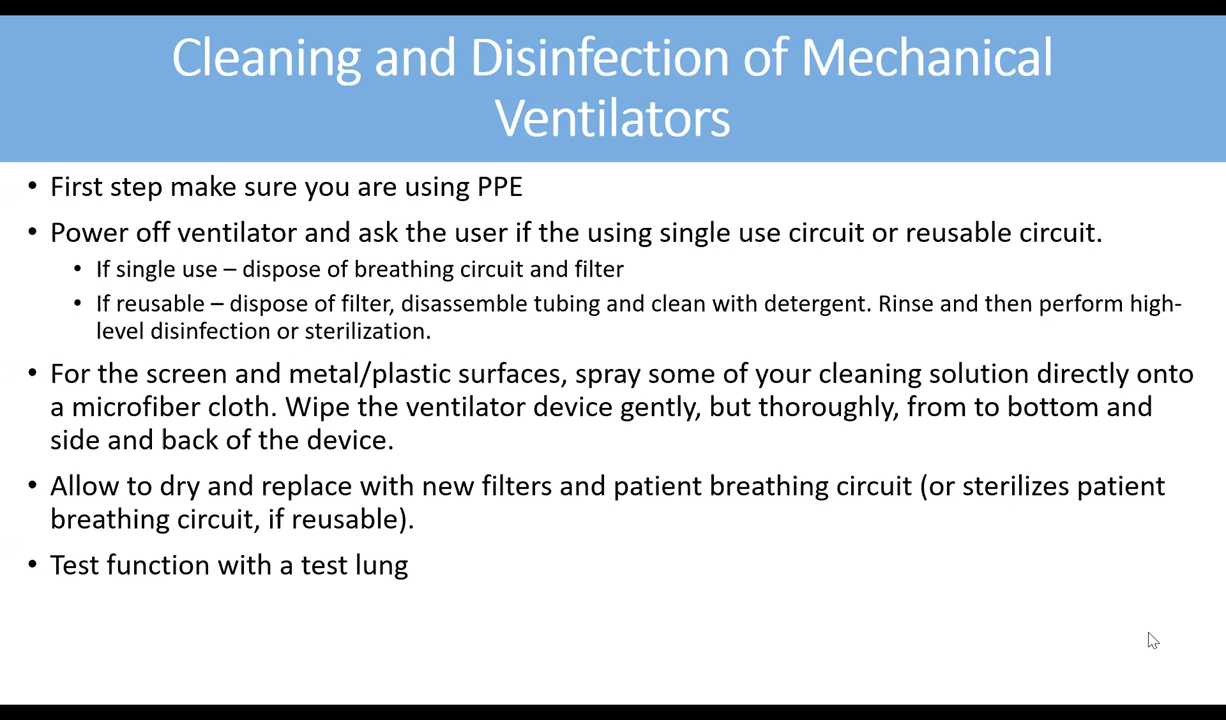 Cleaning and Disinfection of Mechanical
Ventilators
• First step make sure you are using PPE
• Power off ventilator and ask the user if the using single use circuit or reusable circuit.
• If single use – dispose of breathing circuit and filter
• If reusable – dispose of filter, disassemble tubing and clean with detergent. Rinse and then perform high-
level disinfection or sterilization.
• For the screen and metal/plastic surfaces, spray some of your cleaning solution directly onto
a microfiber cloth. Wipe the ventilator device gently, but thoroughly, from to bottom and
side and back of the device.
• Allow to dry and replace with new filters and patient breathing circuit (or sterilizes patient
breathing circuit, if reusable).
• Test function with a test lung